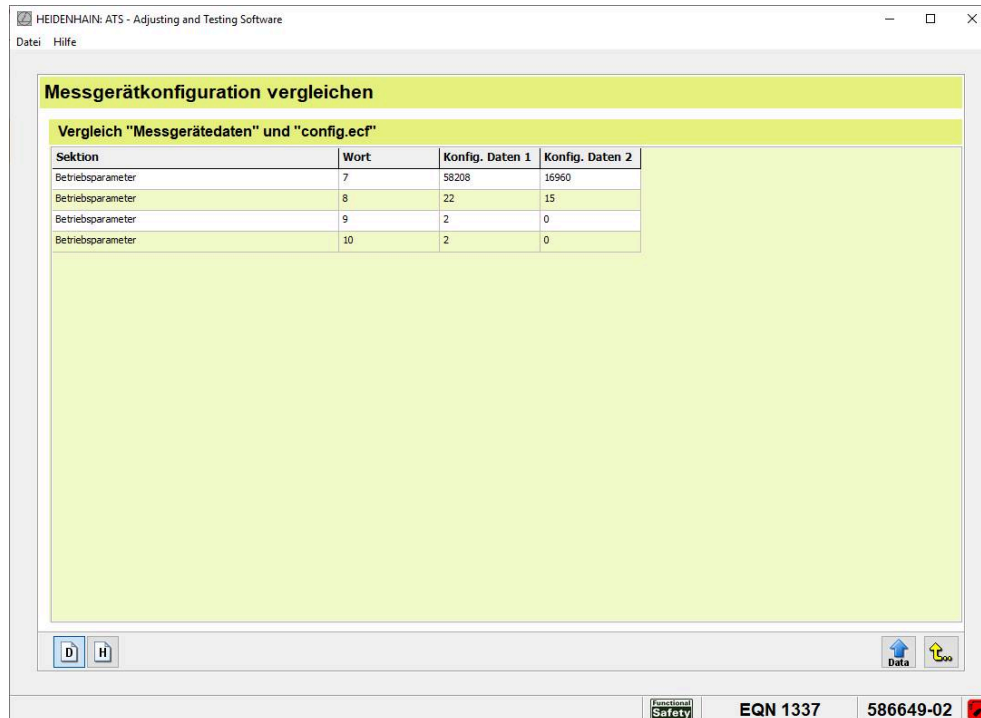 HEIDENHAIN: ATS - Adjusting and Testing Software
Datei Hilfe
Messgerätkonfiguration vergleichen
Vergleich "Messgerätedaten" und "config.ecf"
Sektion Wort Konfig. Daten 1 Konfig. Daten 2
Betriebsparameter 7 58208 16960
Betriebsparameter 8 22 15
Betriebsparameter 9 2 0
Betriebsparameter 10 2 0
D H Data
Functional
Safety EQN 1337 586649-02